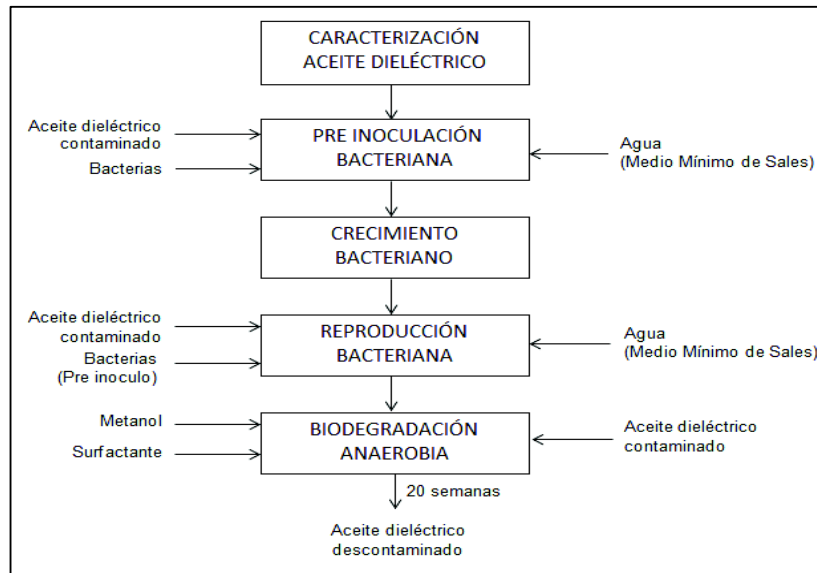 CARACTERIZACIÓN
ACEITE DIELÉCTRICO
Aceite dieléctrico
contaminado
Bacterias
PRE INOCULACIÓN
BACTERIANA
Agua
(Medio Mínimo de Sales)
CRECIMIENTO
BACTERIANO
Aceite dieléctrico
contaminado
Bacterias
(Pre inoculo)
REPRODUCCIÓN
BACTERIANA
Agua
(Medio Mínimo de Sales)
Metanol
Surfactante
BIODEGRADACIÓN
ANAEROBIA
Aceite dieléctrico
contaminado
20 semanas
Aceite dieléctrico
descontaminado